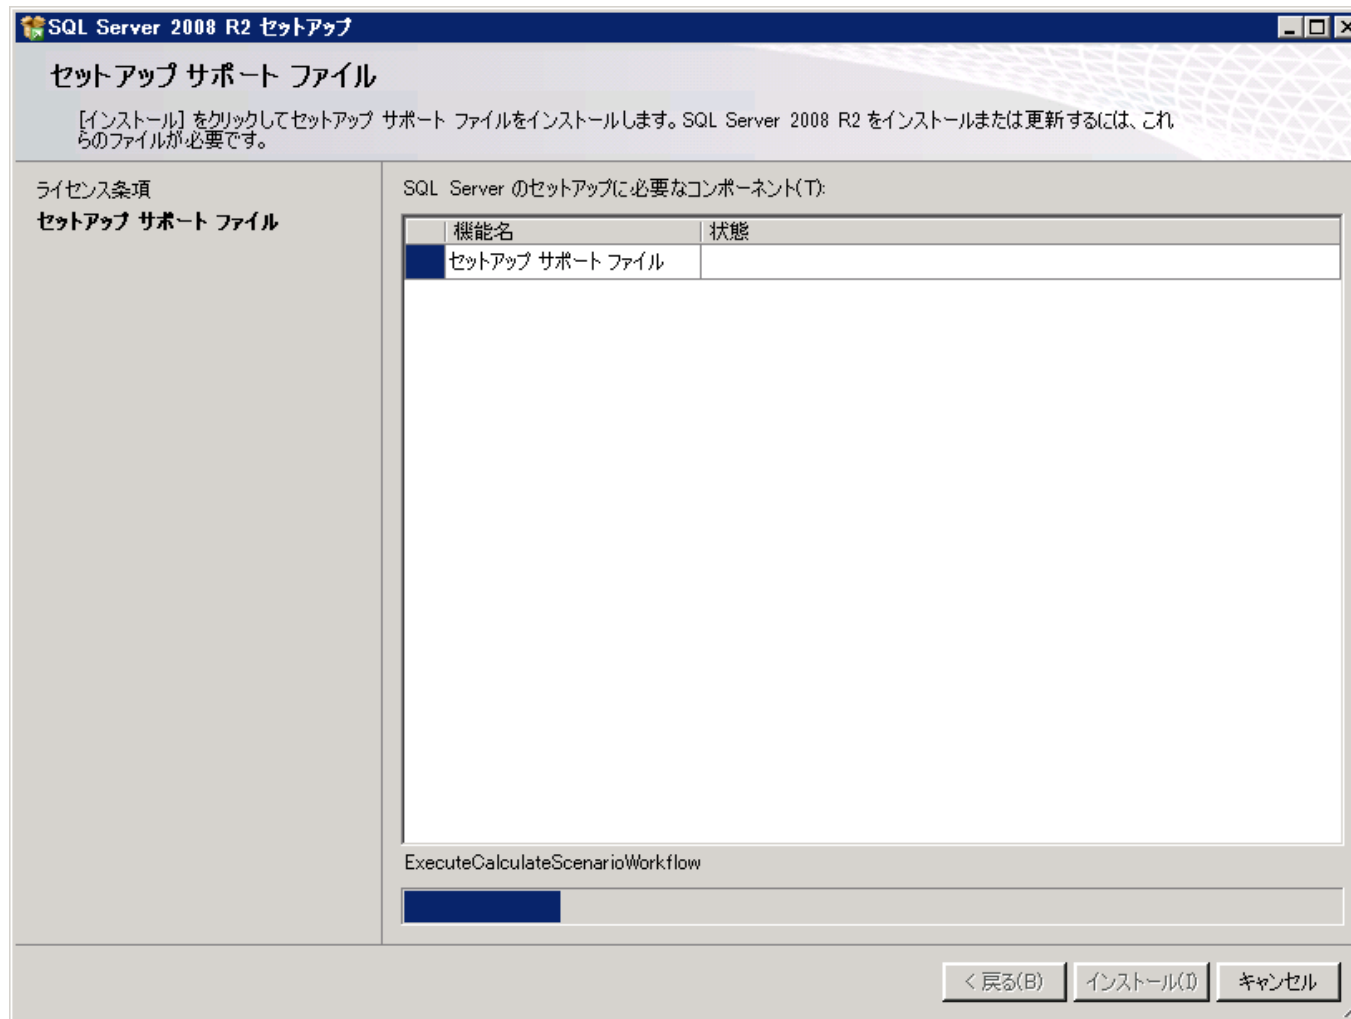 SQL Server 2008 R2 セットアップ
セットアップ サポート ファイル
[インストール] をクリックしてセットアップ サポート ファイルをインストールします。SQL Server 2008 R2 をインストールまたは更新するには、これ
らのファイルが必要です。
ライセンス条項
セットアップ サポート ファイル
SQL Server のセットアップに必要なコンポーネント(T):
機能名 状態
セットアップ サポート ファイル
ExecuteCalculateScenarioWorkflow
< 戻る(B) インストール(I) キャンセル